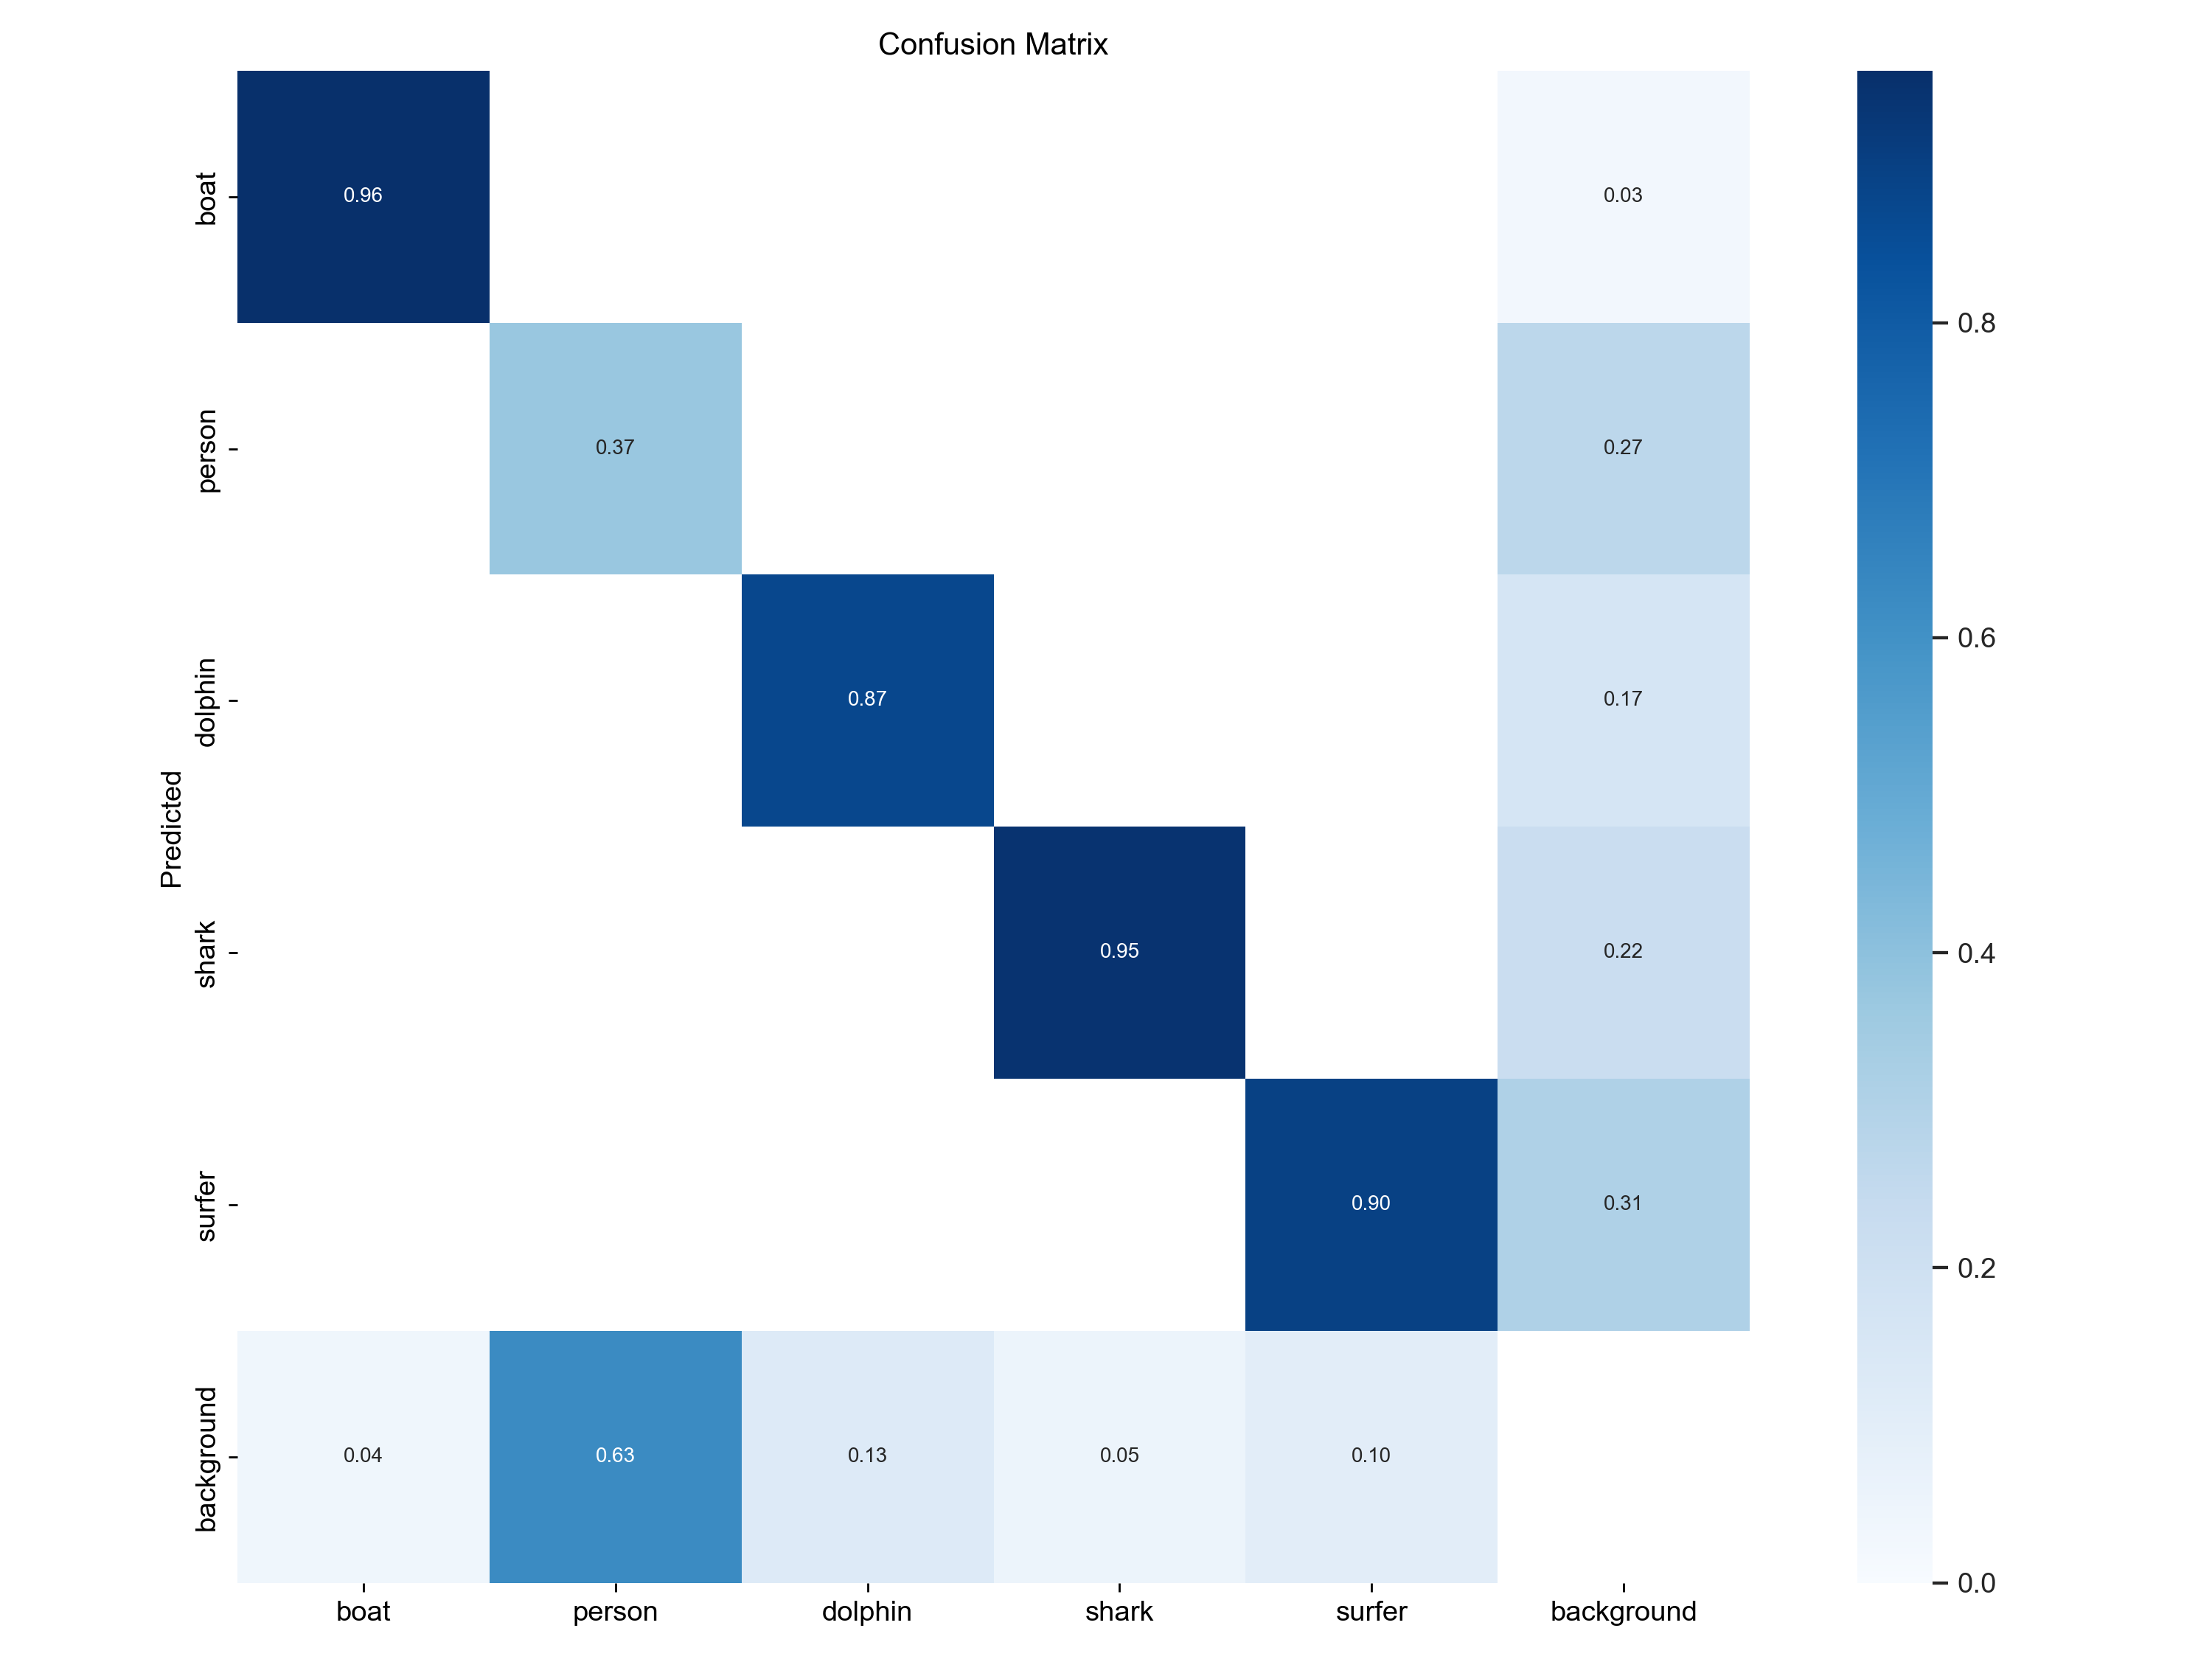 Confusion Matrix
boat
0.96
0.03
0.8
person
0.37
0.27
0.6
dolphin
0.87
0.17
Predicted
shark
0.95
0.22
0.4
surfer
0.90
0.31
0.2
background
0.04
0.63
0.13
0.05
0.10
0.0
boat person dolphin shark surfer background